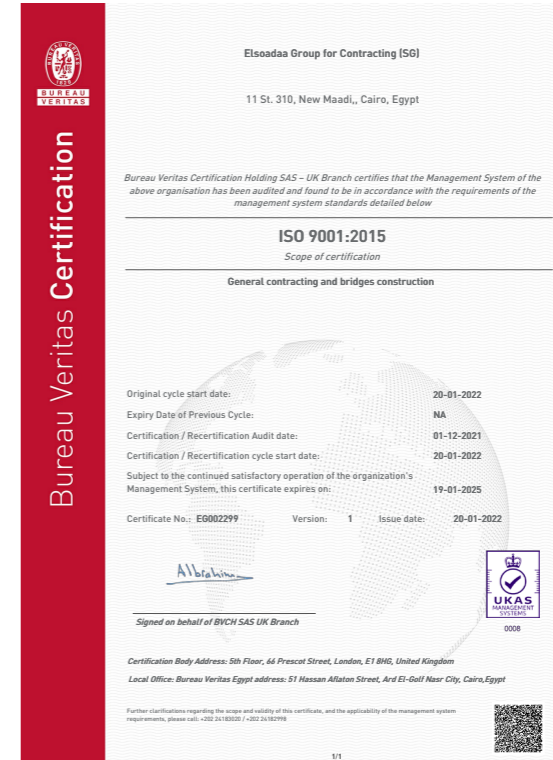 BUREAU
VERITAS
Bureau Veritas Certification
Elsoadaa Group for Contracting (SG)
11 St. 310, New Maadi,, Cairo, Egypt
Bureau Veritas Certification Holding SAS – UK Branch certifies that the Management System of the
above organisation has been audited and found to be in accordance with the requirements of the
management system standards detailed below
ISO 9001:2015
Scope of certification
General contracting and bridges construction
Original cycle start date: 20-01-2022
Expiry Date of Previous Cycle: NA
Certification / Recertification Audit date: 01-12-2021
Certification / Recertification cycle start date: 20-01-2022
Subject to the continued satisfactory operation of the organization's
Management System, this certificate expires on: 19-01-2025
Certificate No.: EG002299 Version: 1 Issue date: 20-01-2022
AIbrahim
Signed on behalf of BVCH SAS UK Branch
UKAS
MANAGEMENT
SYSTEMS
0008
Certification Body Address: 5th Floor, 66 Prescot Street, London, E1 8HG, United Kingdom
Local Office: Bureau Veritas Egypt address: 51 Hassan Aflaton Street, Ard El-Golf Nasr City, Cairo,Egypt
Further clarifications regarding the scope and validity of this certificate, and the applicability of the management system
requirements, please call: +202 24183020 / +202 24182998
1/1